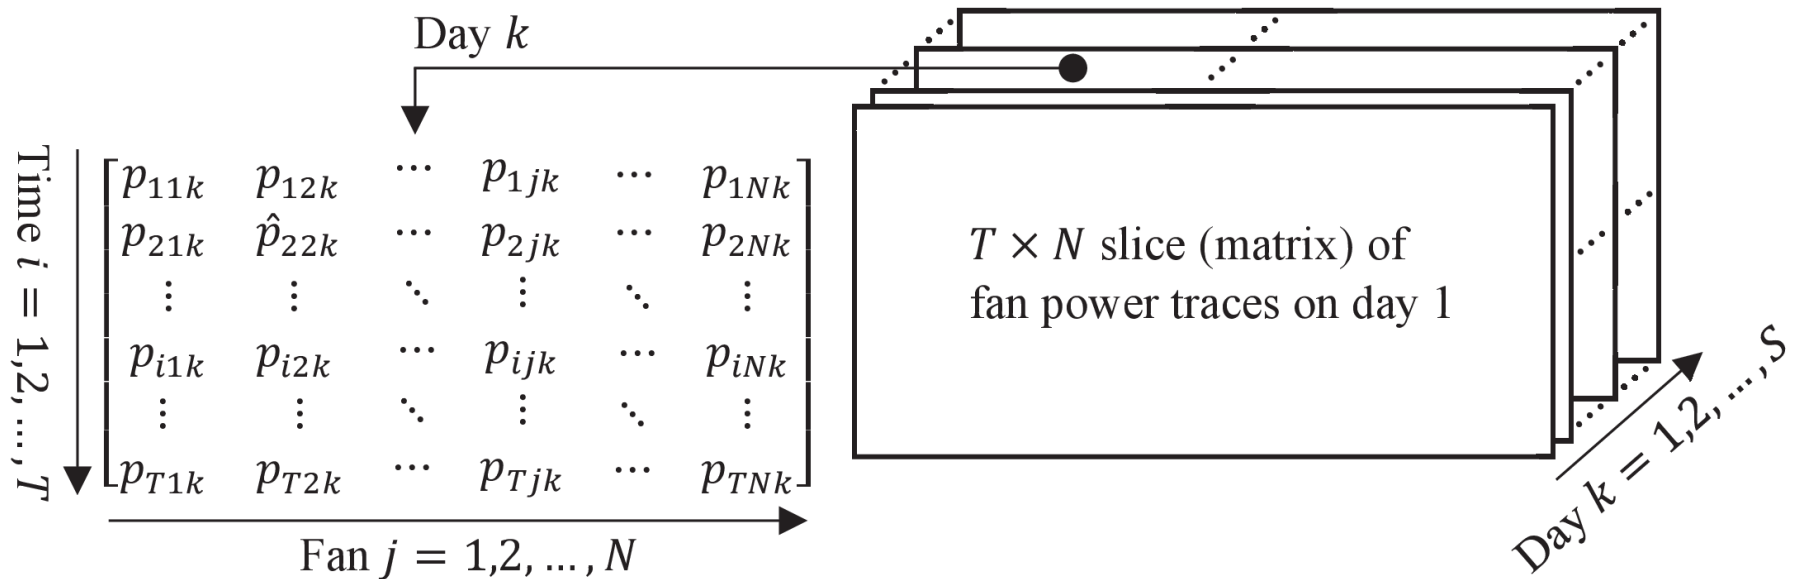 Day k
Time i = 1,2, …, T
p₁₁ₖ p₁₂ₖ ⋯ p₁ⱼₖ ⋯ p₁Nₖ
p₂₁ₖ p̂₂₂ₖ ⋯ p₂ⱼₖ ⋯ p₂Nₖ
⋮ ⋮ ⋱ ⋮ ⋱ ⋮
pᵢ₁ₖ pᵢ₂ₖ ⋯ pᵢⱼₖ ⋯ pᵢNₖ
⋮ ⋮ ⋱ ⋮ ⋱ ⋮
pT₁ₖ pT₂ₖ ⋯ pTⱼₖ ⋯ pTNₖ
Fan j = 1,2, …, N
T × N slice (matrix) of
fan power traces on day 1
Day k = 1,2, …, S